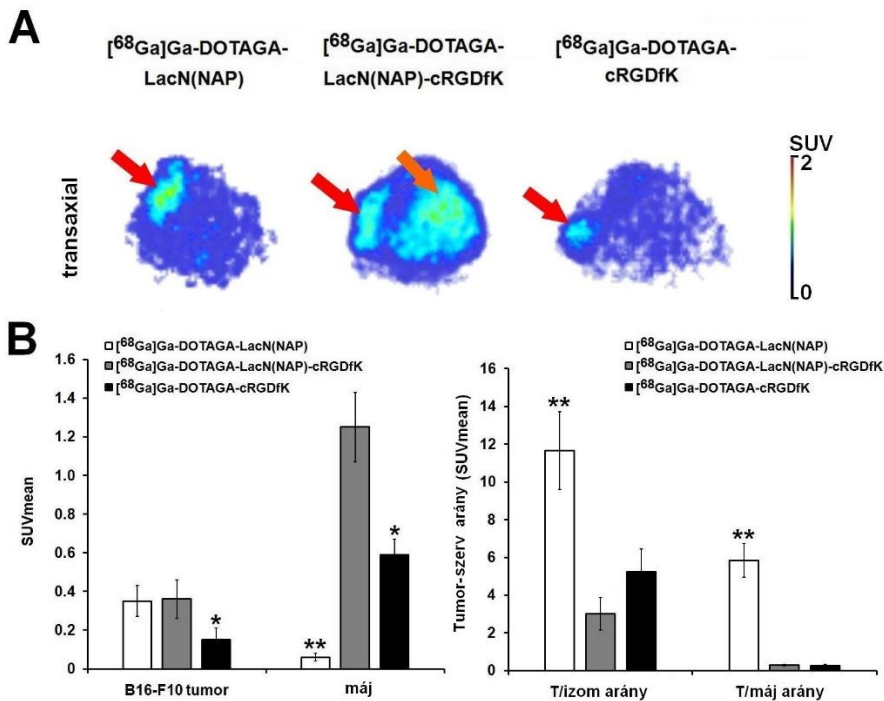 A
[⁶⁸Ga]Ga-DOTAGA-
LacN(NAP)
[⁶⁸Ga]Ga-DOTAGA-
LacN(NAP)-cRGDfK
[⁶⁸Ga]Ga-DOTAGA-
cRGDfK
transaxial
SUV
2
0
B
[⁶⁸Ga]Ga-DOTAGA-LacN(NAP)
[⁶⁸Ga]Ga-DOTAGA-LacN(NAP)-cRGDfK
[⁶⁸Ga]Ga-DOTAGA-cRGDfK
SUVmean
1.6
1.4
1.2
1.0
0.8
0.6
0.4
0.2
0
*
**
*
B16-F10 tumor
máj
[⁶⁸Ga]Ga-DOTAGA-LacN(NAP)
[⁶⁸Ga]Ga-DOTAGA-LacN(NAP)-cRGDfK
[⁶⁸Ga]Ga-DOTAGA-cRGDfK
Tumor-szerv arány (SUVmean)
16
14
12
10
8
6
4
2
0
**
**
T/izom arány
T/máj arány